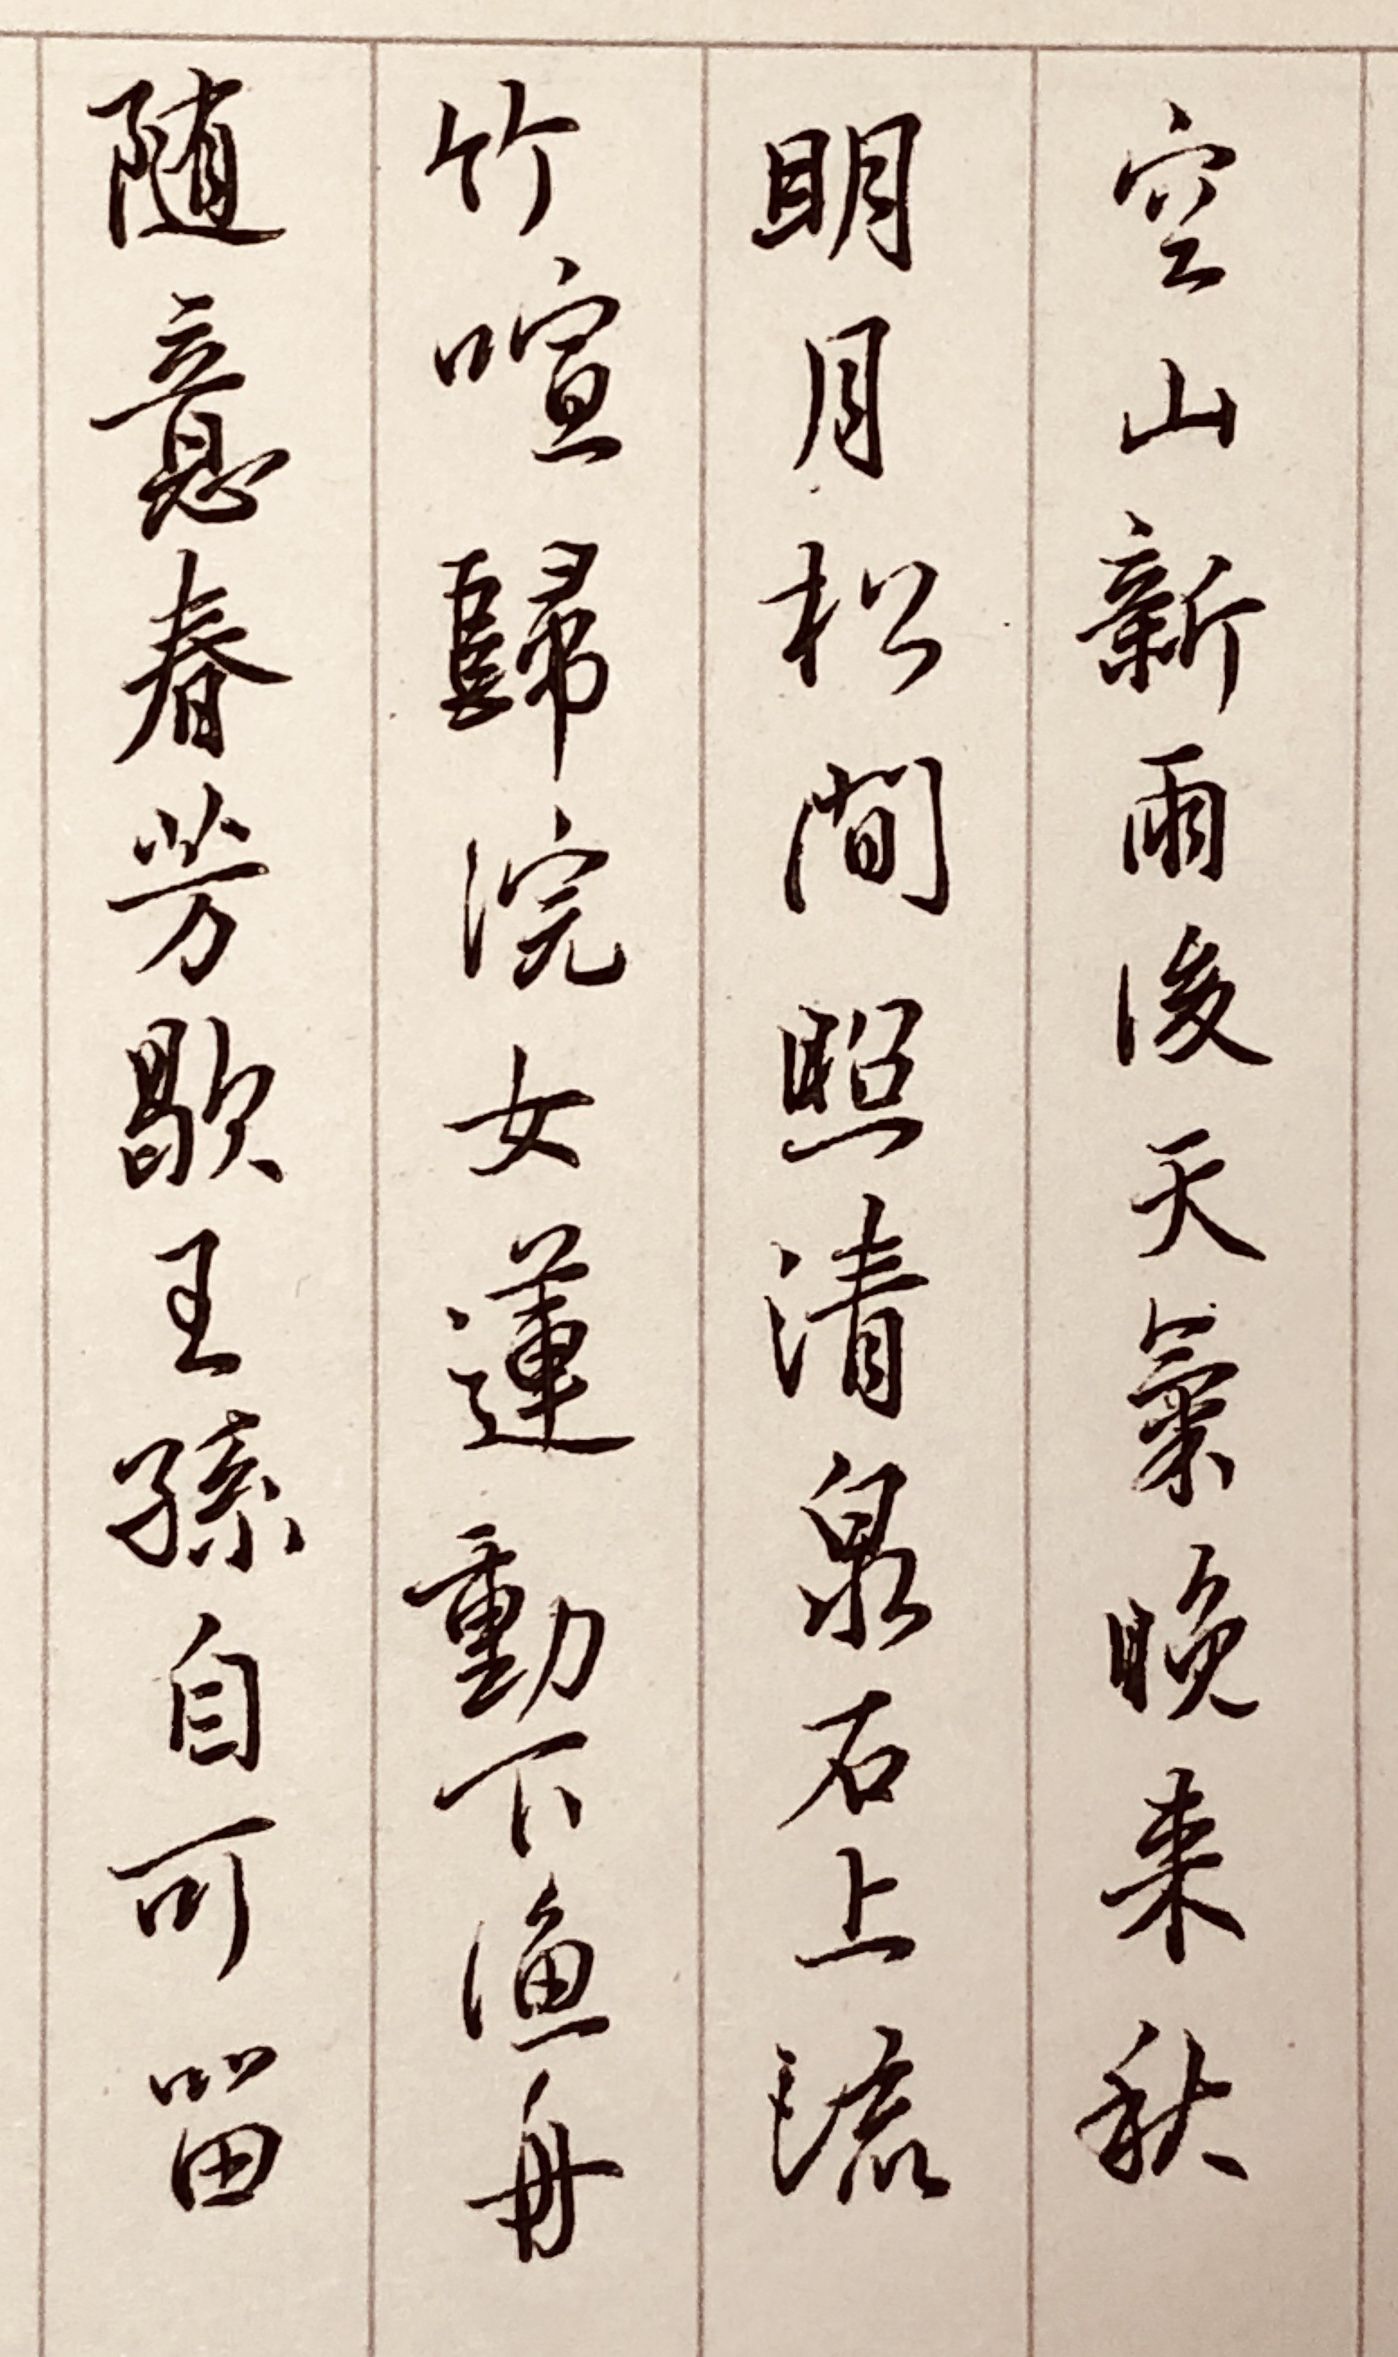 空山新雨後天氣晚来秋
明月松間照清泉石上流
竹喧歸浣女蓮動下漁舟
随意春芳歇王孫自可留